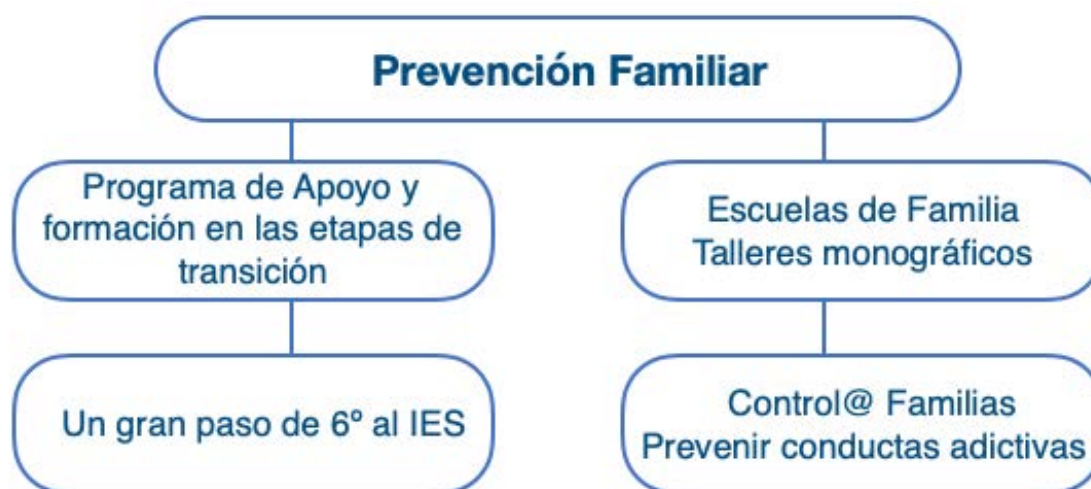 Prevención Familiar
Programa de Apoyo y
formación en las etapas de
transición
Escuelas de Familia
Talleres monográficos
Un gran paso de 6º al IES
Control@ Familias
Prevenir conductas adictivas